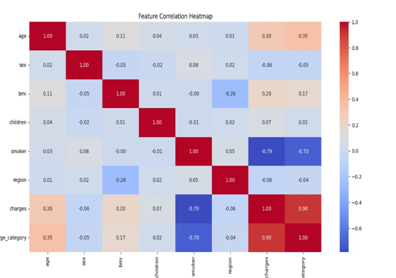 Feature Correlation Heatmap
age 1.00 0.02 0.11 0.04 0.03 0.01 0.30 0.35
sex 0.02 1.00 -0.05 -0.02 0.08 0.02 -0.06 -0.05
bmi 0.11 -0.05 1.00 0.01 -0.00 -0.26 0.20 0.17
children 0.04 -0.02 0.01 1.00 -0.01 0.02 0.07 0.02
smoker 0.03 0.08 -0.00 -0.01 1.00 0.05 -0.79 -0.70
region 0.01 0.02 -0.26 0.02 0.05 1.00 -0.06 -0.04
charges 0.30 -0.06 0.20 0.07 -0.79 -0.06 1.00 0.90
ge_category 0.35 -0.05 0.17 0.02 -0.70 -0.04 0.90 1.00
age sex bmi children smoker region charges ategory
1.0
0.8
0.6
0.4
0.2
0.0
-0.2
-0.4
-0.6